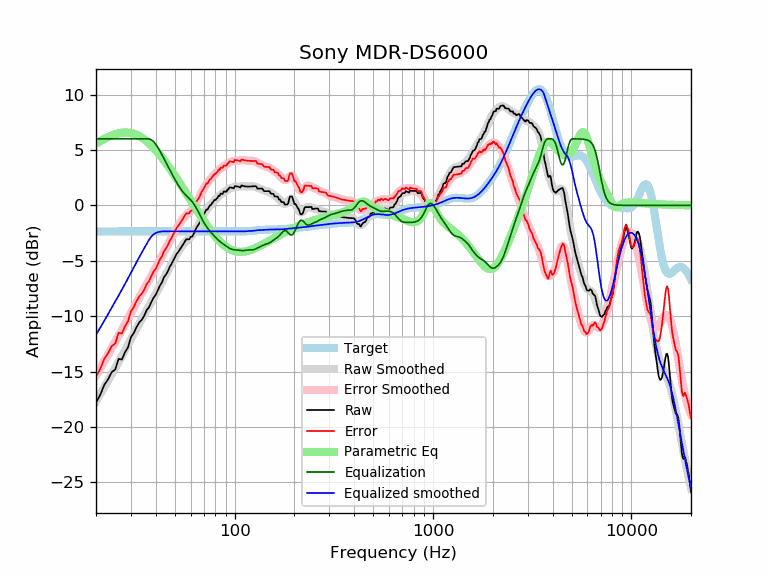 Sony MDR-DS6000
Amplitude (dBr)
10
5
0
−5
−10
−15
−20
−25
Target
Raw Smoothed
Error Smoothed
Raw
Error
Parametric Eq
Equalization
Equalized smoothed
100
1000
10000
Frequency (Hz)